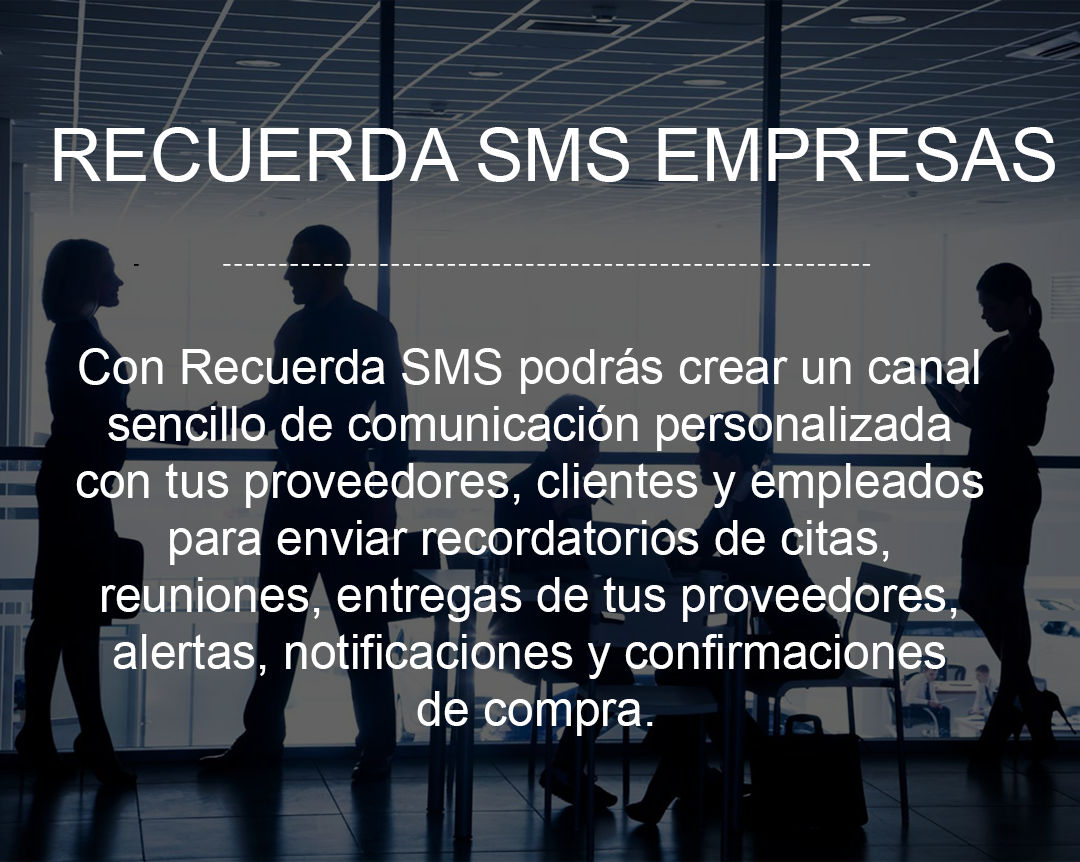 RECUERDA SMS EMPRESAS
Con Recuerda SMS podrás crear un canal
sencillo de comunicación personalizada
con tus proveedores, clientes y empleados
para enviar recordatorios de citas,
reuniones, entregas de tus proveedores,
alertas, notificaciones y confirmaciones
de compra.